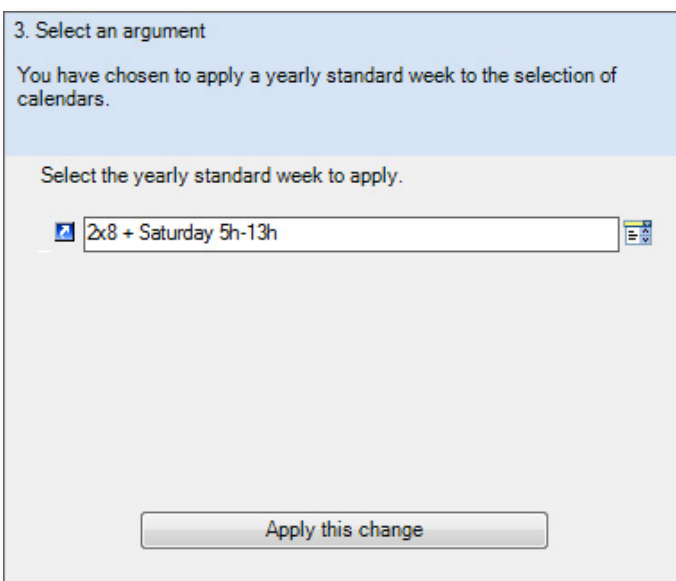 3. Select an argument
You have chosen to apply a yearly standard week to the selection of
calendars.
Select the yearly standard week to apply.
2x8 + Saturday 5h-13h
Apply this change